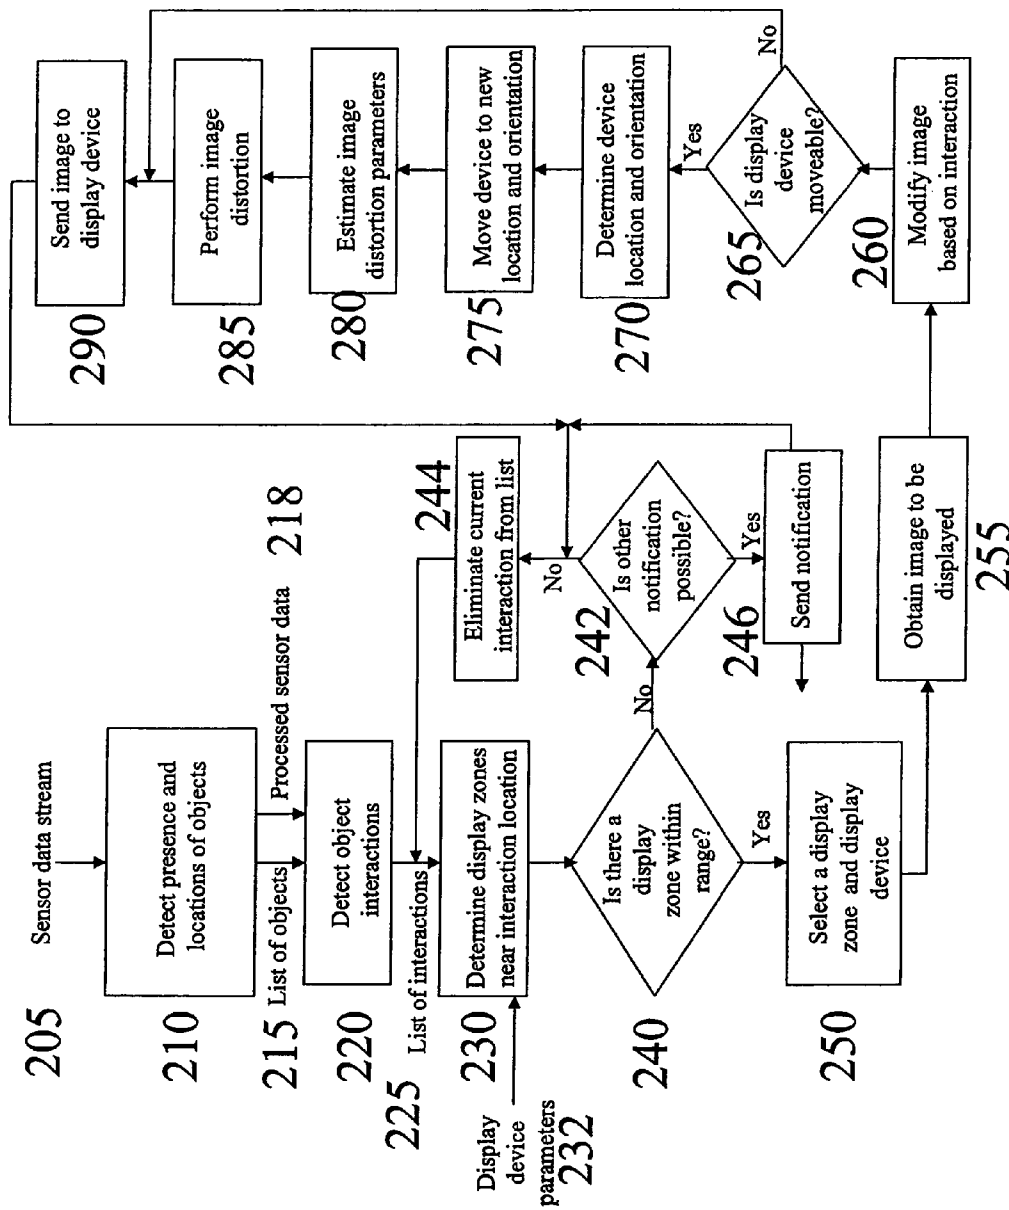 Sensor data stream
205
Detect presence and
locations of objects
210
List of objects
215
Processed sensor data
218
Detect object
interactions
220
List of interactions
225
Determine display zones
near interaction location
230
Display
device
parameters
232
Is there a
display
zone within
range?
240
No
Yes
Is other
notification
possible?
242
No
Yes
Eliminate current
interaction from list
244
Send notification
246
Select a display
zone and display
device
250
Obtain image to be
displayed
255
Modify image
based on interaction
260
Is display
device
moveable?
265
No
Yes
Determine device
location and orientation
270
Move device to new
location and orientation
275
Estimate image
distortion parameters
280
Perform image
distortion
285
Send image to
display device
290